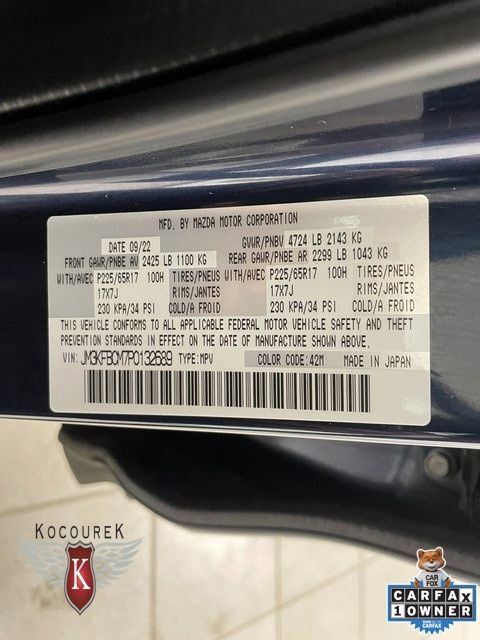 MFD. BY MAZDA MOTOR CORPORATION
DATE 09/22 GVWR/PNBV 4724 LB 2143 KG
FRONT GAWR/PNBE AV 2425 LB 1100 KG REAR GAWR/PNBE AR 2299 LB 1043 KG
WITH/AVEC P225/65R17 100H TIRES/PNEUS WITH/AVEC P225/65R17 100H TIRES/PNEUS
17X7J RIMS/JANTES 17X7J RIMS/JANTES
230 KPA/34 PSI COLD/A FROID 230 KPA/34 PSI COLD/A FROID
THIS VEHICLE CONFORMS TO ALL APPLICABLE FEDERAL MOTOR VEHICLE SAFETY AND THEFT
PREVENTION STANDARDS IN EFFECT ON THE DATE OF MANUFACTURE SHOWN ABOVE.
VIN: JM3KFBCM7P0132689 TYPE:MPV COLOR CODE:42M MADE IN JAPAN
KOCOUREK
K
CAR
FOX
CARFAX
1 OWNER
CARFAX